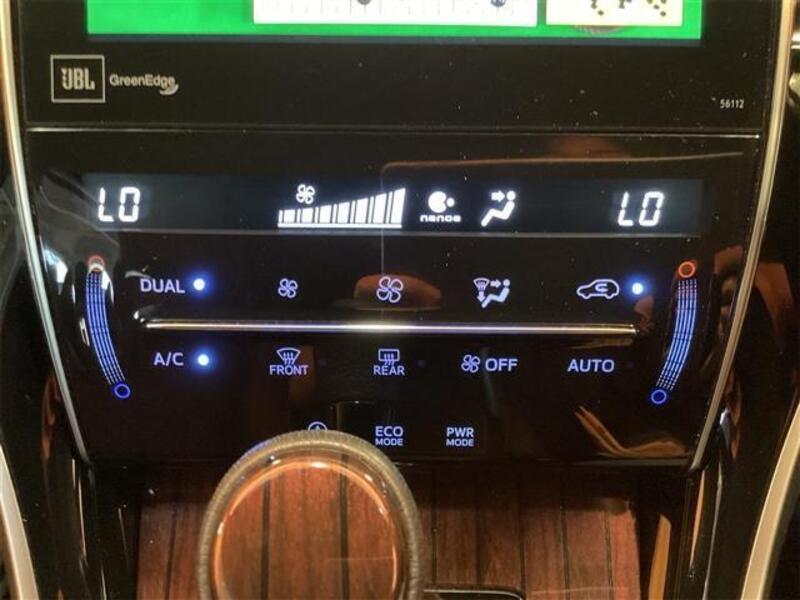 JBL GreenEdge
56112
LO nanoe LO
DUAL
A/C FRONT REAR OFF AUTO
ECO MODE PWR MODE